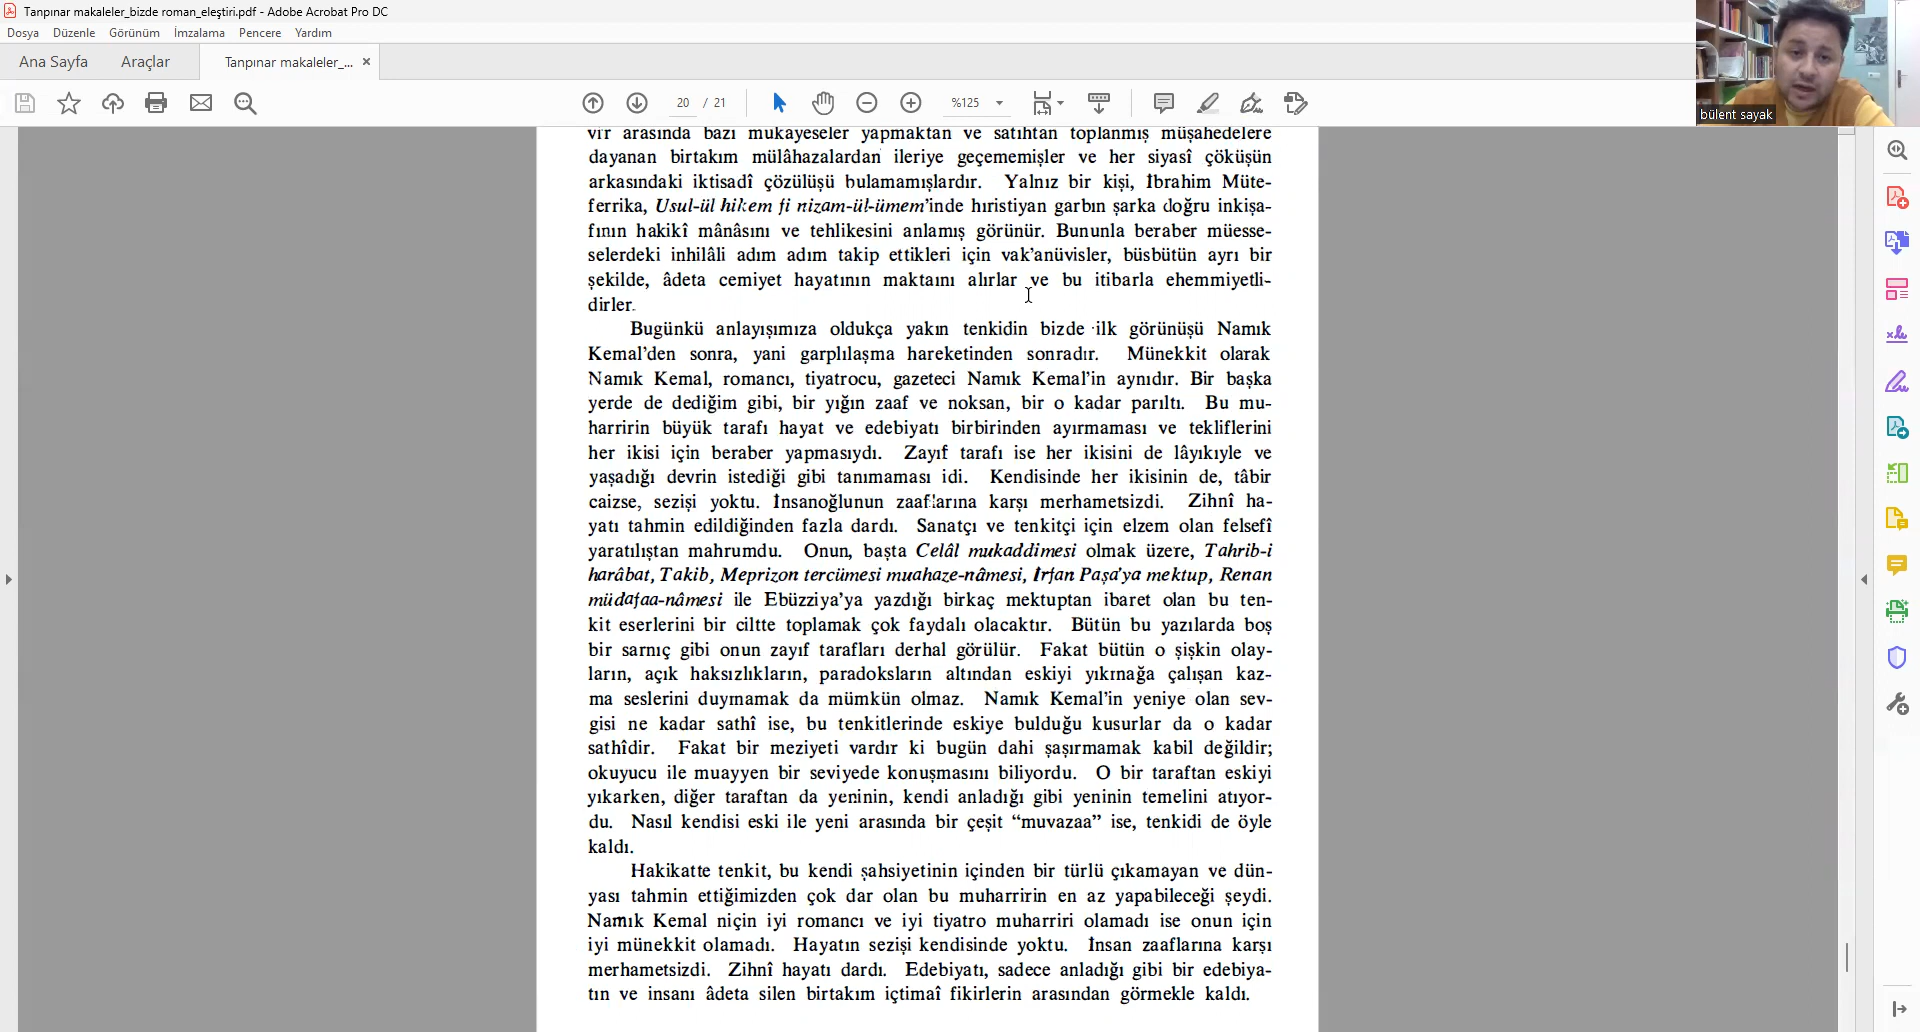 Tanpınar makaleler_bizde roman_eleştiri.pdf - Adobe Acrobat Pro DC
Dosya Düzenle Görünüm İmzalama Pencere Yardım
Ana Sayfa Araçlar Tanpınar makaleler_... ×
20 / 21 %125
bülent sayak
vir arasında bazı mukayeseler yapmaktan ve satıhtan toplanmış müşahedelere
dayanan birtakım mülâhazalardan ileriye geçememişler ve her siyasî çöküşün
arkasındaki iktisadî çözülüşü bulamamışlardır. Yalnız bir kişi, İbrahim Müte-
ferrika, Usul-ül hikem fi nizam-ül-ümem'inde hıristiyan garbın şarka doğru inkişa-
fının hakikî mânâsını ve tehlikesini anlamış görünür. Bununla beraber müesse-
selerdeki inhilâli adım adım takip ettikleri için vak'anüvisler, büsbütün ayrı bir
şekilde, âdeta cemiyet hayatının maktaını alırlar ve bu itibarla ehemmiyetli-
dirler.
Bugünkü anlayışımıza oldukça yakın tenkidin bizde ilk görünüşü Namık
Kemal'den sonra, yani garplılaşma hareketinden sonradır. Münekkit olarak
Namık Kemal, romancı, tiyatrocu, gazeteci Namık Kemal'in aynıdır. Bir başka
yerde de dediğim gibi, bir yığın zaaf ve noksan, bir o kadar parıltı. Bu mu-
harririn büyük tarafı hayat ve edebiyatı birbirinden ayırmaması ve tekliflerini
her ikisi için beraber yapmasıydı. Zayıf tarafı ise her ikisini de lâyıkıyle ve
yaşadığı devrin istediği gibi tanımaması idi. Kendisinde her ikisinin de, tâbir
caizse, sezişi yoktu. İnsanoğlunun zaaflarına karşı merhametsizdi. Zihnî ha-
yatı tahmin edildiğinden fazla dardı. Sanatçı ve tenkitçi için elzem olan felsefî
yaratılıştan mahrumdu. Onun, başta Celâl mukaddimesi olmak üzere, Tahrib-i
harâbat, Takib, Meprizon tercümesi muahaze-nâmesi, İrfan Paşa'ya mektup, Renan
müdafaa-nâmesi ile Ebüzziya'ya yazdığı birkaç mektuptan ibaret olan bu ten-
kit eserlerini bir ciltte toplamak çok faydalı olacaktır. Bütün bu yazılarda boş
bir sarnıç gibi onun zayıf tarafları derhal görülür. Fakat bütün o şişkin olay-
ların, açık haksızlıkların, paradoksların altından eskiyi yıkmağa çalışan kaz-
ma seslerini duymamak da mümkün olmaz. Namık Kemal'in yeniye olan sev-
gisi ne kadar sathî ise, bu tenkitlerinde eskiye bulduğu kusurlar da o kadar
sathîdir. Fakat bir meziyeti vardır ki bugün dahi şaşırmamak kabil değildir;
okuyucu ile muayyen bir seviyede konuşmasını biliyordu. O bir taraftan eskiyi
yıkarken, diğer taraftan da yeninin, kendi anladığı gibi yeninin temelini atıyor-
du. Nasıl kendisi eski ile yeni arasında bir çeşit “muvazaa” ise, tenkidi de öyle
kaldı.
Hakikatte tenkit, bu kendi şahsiyetinin içinden bir türlü çıkamayan ve dün-
yası tahmin ettiğimizden çok dar olan bu muharririn en az yapabileceği şeydi.
Namık Kemal niçin iyi romancı ve iyi tiyatro muharriri olamadı ise onun için
iyi münekkit olamadı. Hayatın sezişi kendisinde yoktu. İnsan zaaflarına karşı
merhametsizdi. Zihnî hayatı dardı. Edebiyatı, sadece anladığı gibi bir edebiya-
tın ve insanı âdeta silen birtakım içtimaî fikirlerin arasından görmekle kaldı.